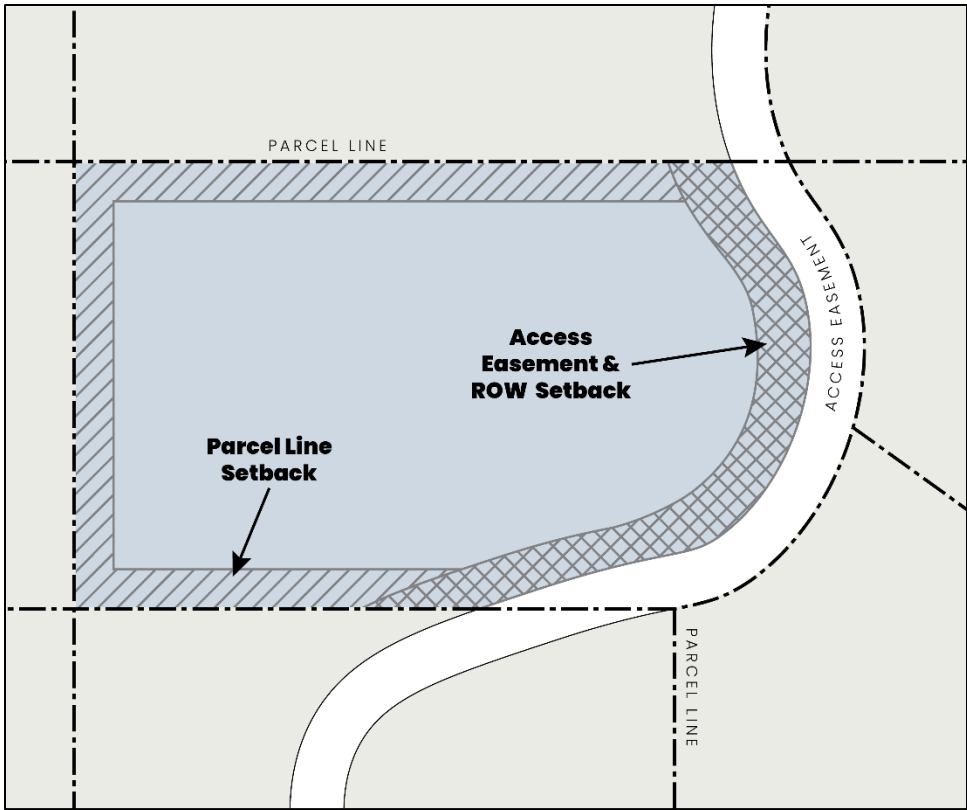 PARCEL LINE
ACCESS EASEMENT
Access
Easement &
ROW Setback
Parcel Line
Setback
PARCEL LINE